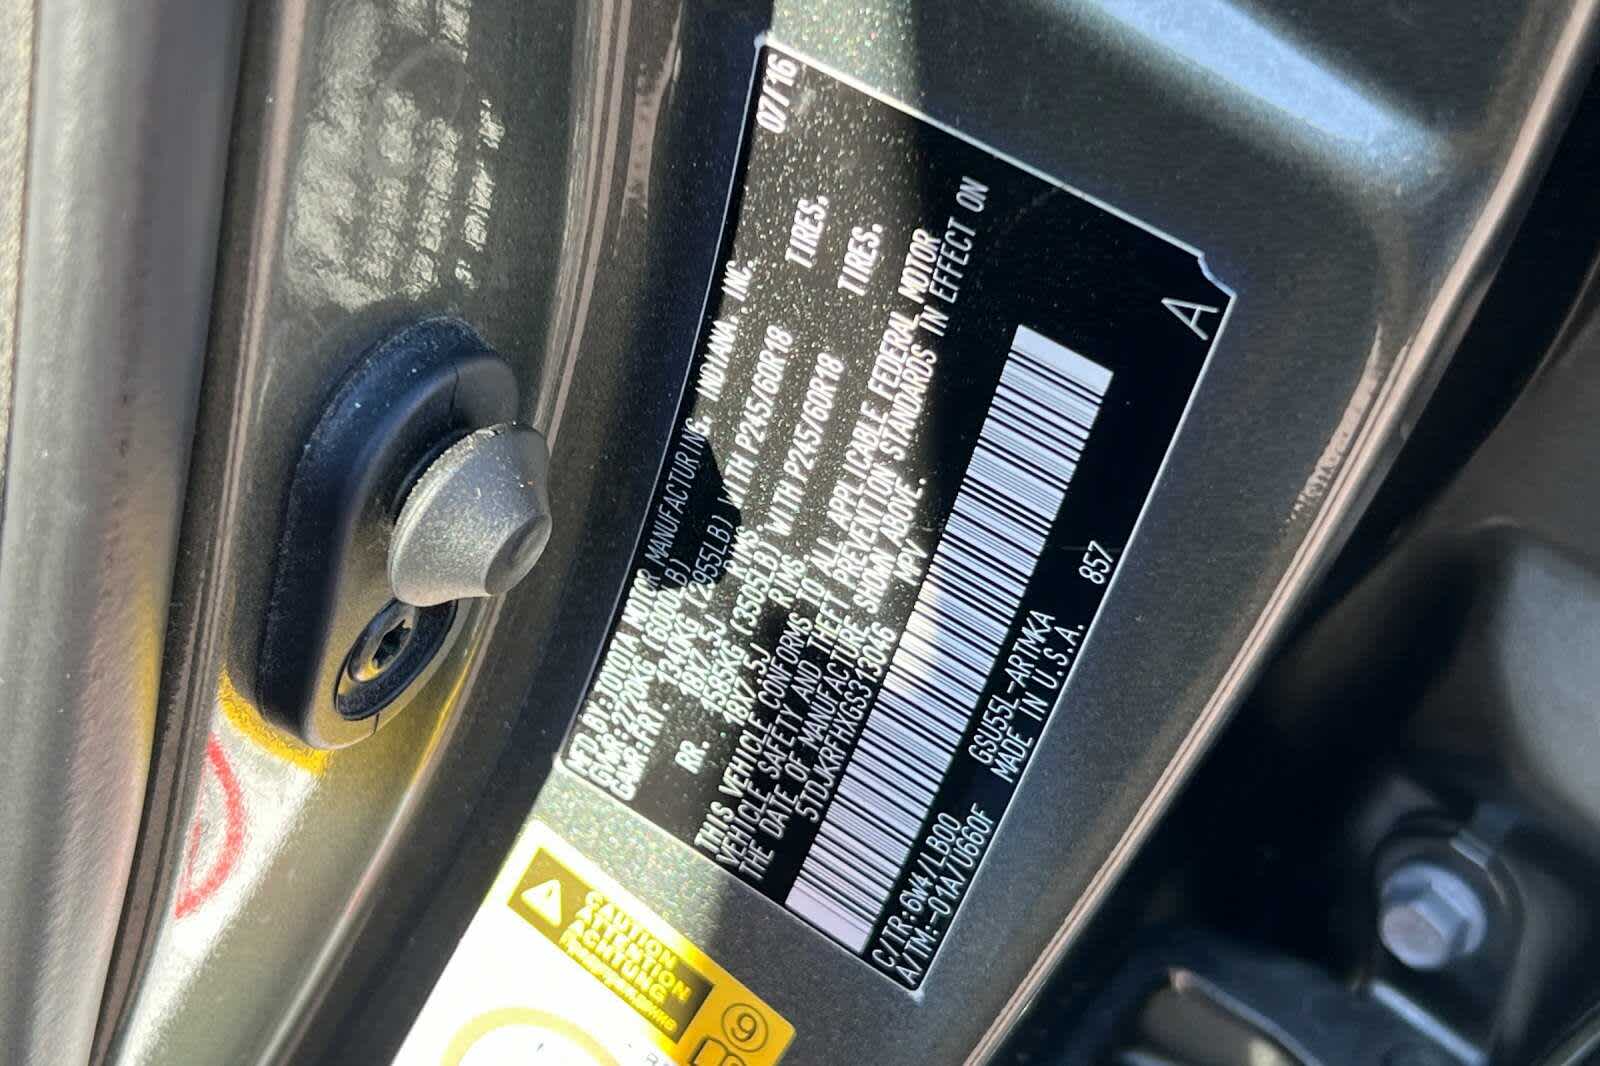 MFD. BY: TOYOTA MOTOR MANUFACTURING, INDIANA, INC. 07/16
GVWR: 2720KG (6000LB)
GAWR: FRT. 1340KG (2955LB) WITH P245/60R18 TIRES.
18X7.5J RIMS
RR. 1585KG (3505LB) WITH P245/60R18 TIRES.
18X7.5J RIMS
THIS VEHICLE CONFORMS TO ALL APPLICABLE FEDERAL MOTOR
VEHICLE SAFETY AND THEFT PREVENTION STANDARDS IN EFFECT ON
THE DATE OF MANUFACTURE SHOWN ABOVE.
5TDJKRFHXGS313046 MPV
A
C/TR: 6W4/LB00 GSU55L-ARTMKA 857
A/TM: -01A/U660F MADE IN U.S.A.
CAUTION
ATTENTION
ACHTUNG
9